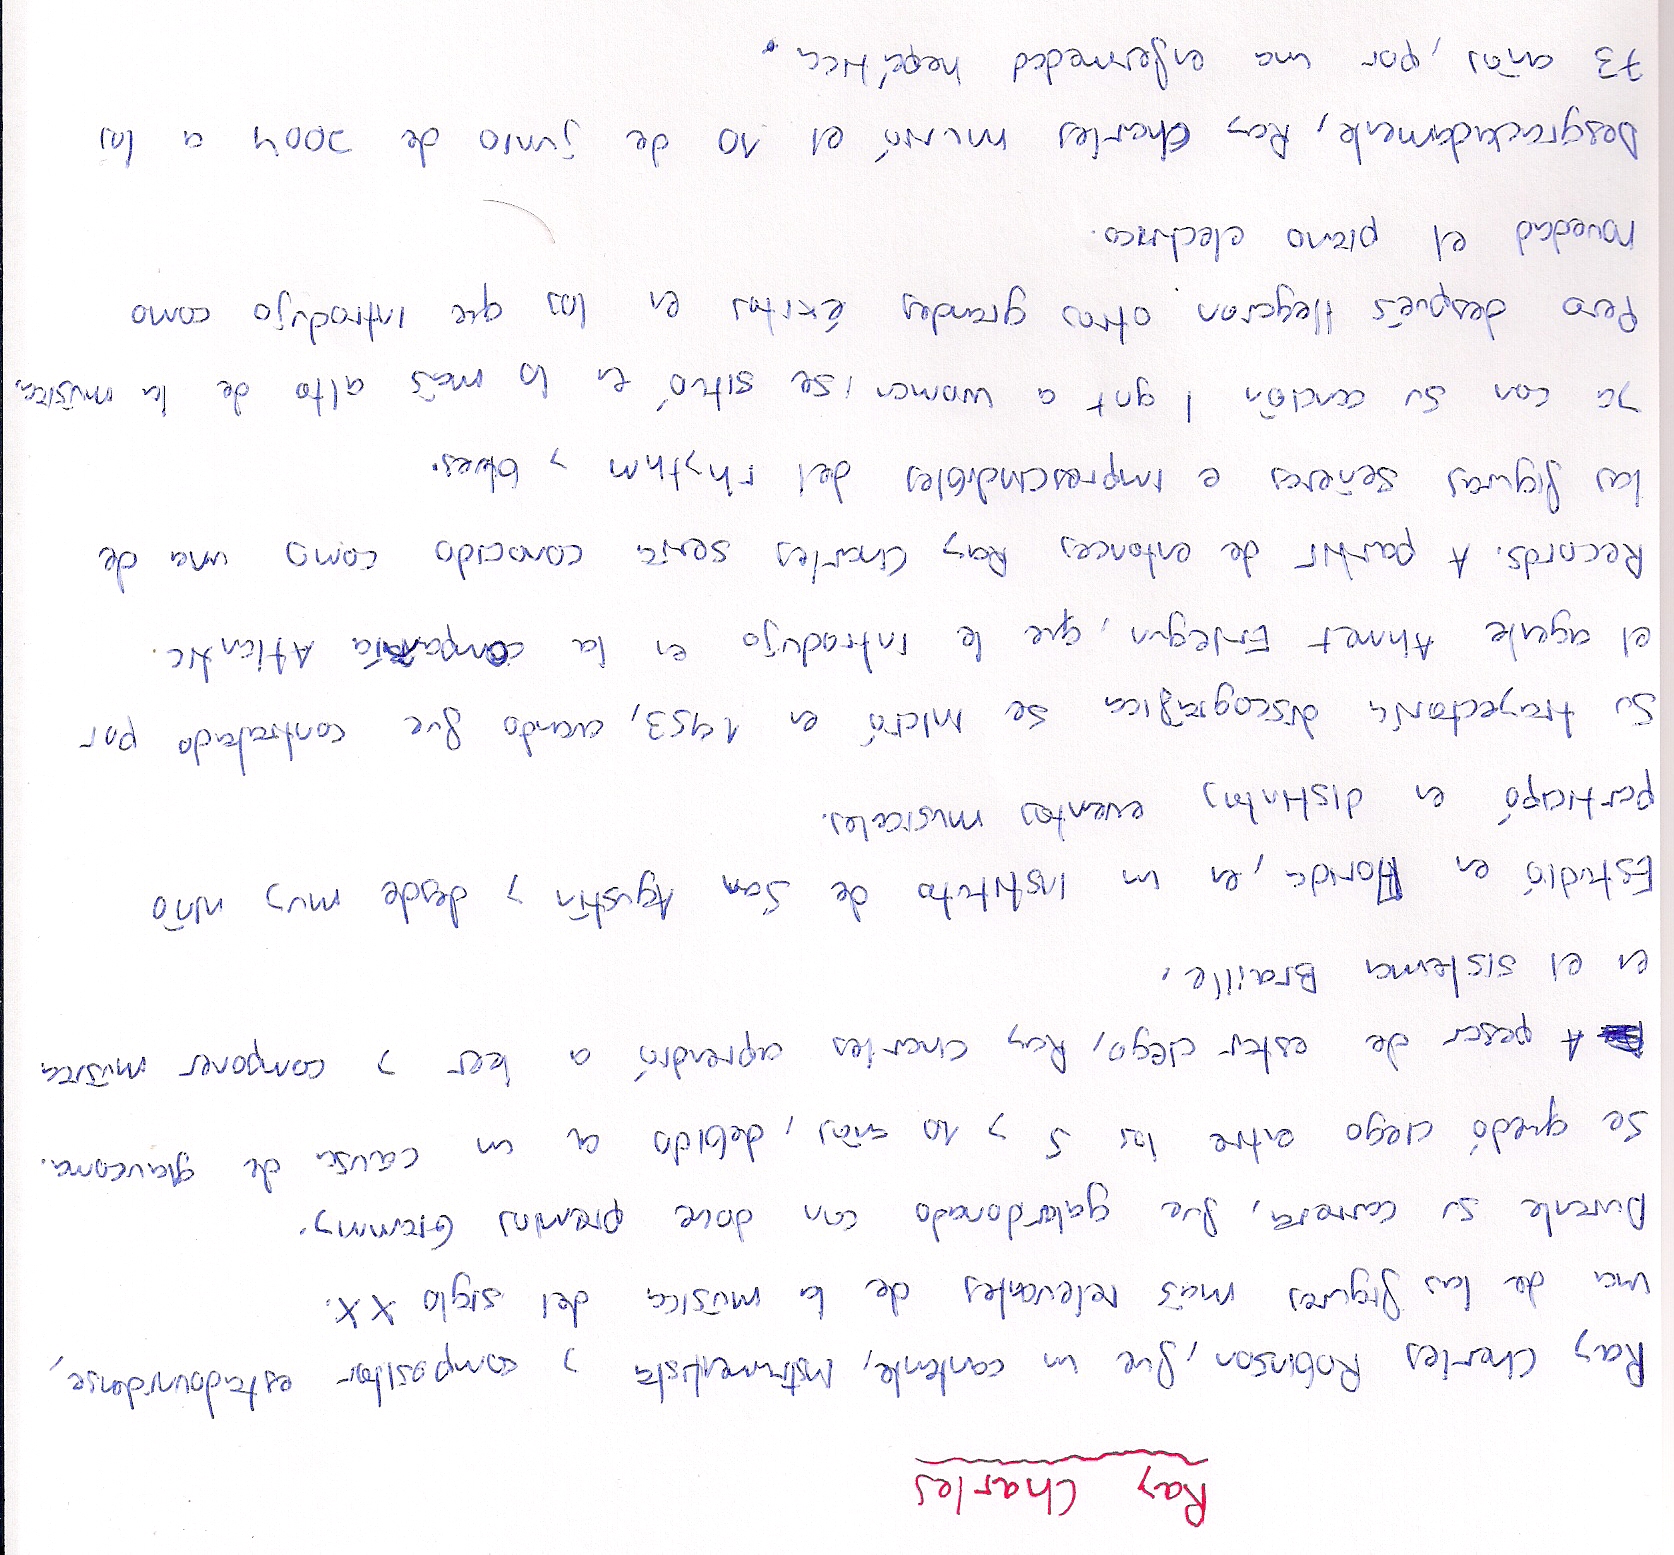 Ray Charles
Ray Charles Robinson, fue un cantante, instrumentista y compositor estadounidense,
una de las figuras más relevantes de la música del siglo XX.
Durante su carrera, fue galardonado con doce premios Grammy.
Se quedó ciego entre los 5 y 10 años, debido a un causa de glaucoma.
A pesar de estar ciego, Ray Charles aprendió a leer y componer música
en el sistema Braille.
Estudió en Florida, en un instituto de San Agustín y desde muy niño
participó en distintos eventos musicales.
Su trayectoria discográfica se inició en 1953, cuando fue contratado por
el agente Ahmet Ertegun, que le introdujo en la compañía Atlantic.
Records. A partir de entonces Ray Charles sería conocido como una de
las figuras señeras e imprescindibles del rhythm y blues.
Ya con su canción I got a woman, se situó en lo más alto de la música,
Pero después llegaron otros grandes éxitos en los que introdujo como
novedad el piano electrico.
Desgraciadamente, Ray Charles murió el 10 de junio de 2004 a los
73 años, por una enfermedad hepática.